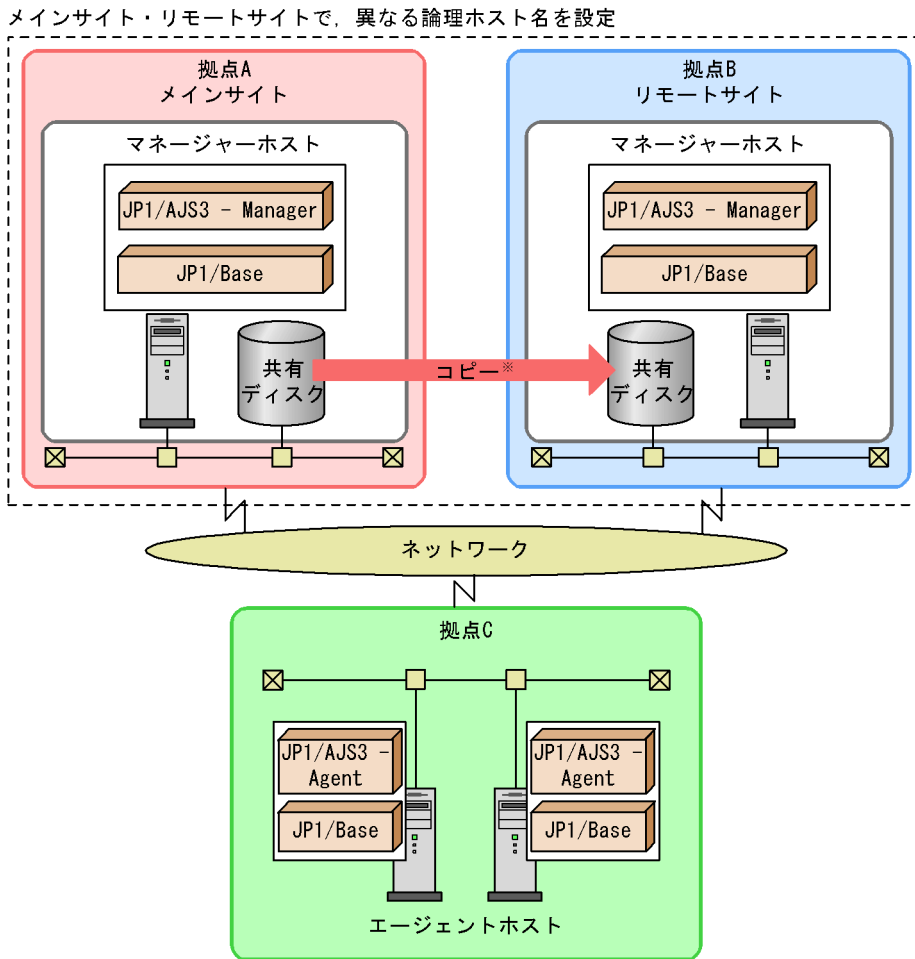 メインサイト・リモートサイトで，異なる論理ホスト名を設定
拠点A
メインサイト
マネージャーホスト
JP1/AJS3 - Manager
JP1/Base
共有
ディスク
拠点B
リモートサイト
マネージャーホスト
JP1/AJS3 - Manager
JP1/Base
共有
ディスク
コピー※
ネットワーク
拠点C
JP1/AJS3 -
Agent
JP1/Base
JP1/AJS3 -
Agent
JP1/Base
エージェントホスト